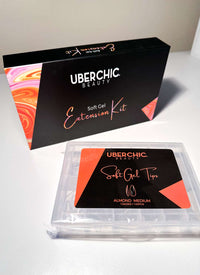 UBERCHIC
BEAUTY
Soft Gel
Extension Kit
UBERCHIC
BEAUTY
Soft Gel Tips
ALMOND MEDIUM